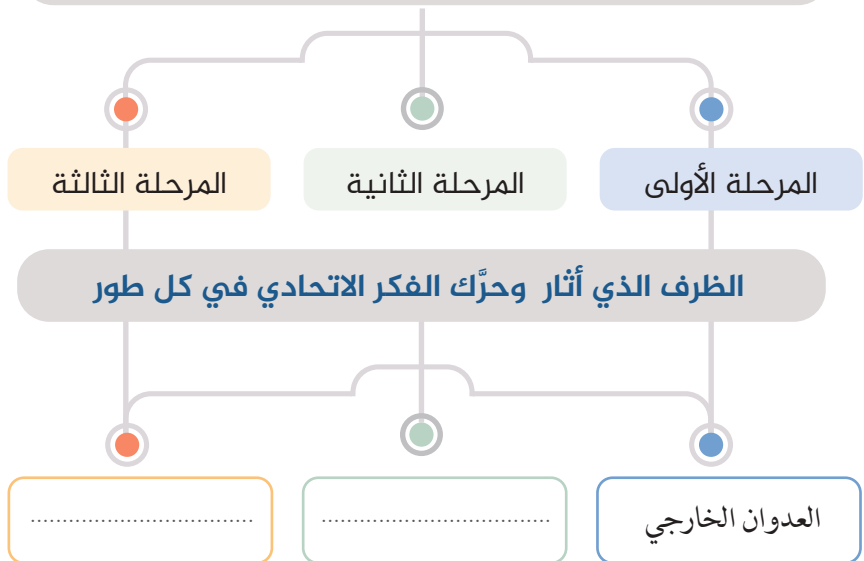 المرحلة الأولى
المرحلة الثانية
المرحلة الثالثة
الظرف الذي أثار وحرَّك الفكر الاتحادي في كل طور
العدوان الخارجي
....................................
...................................